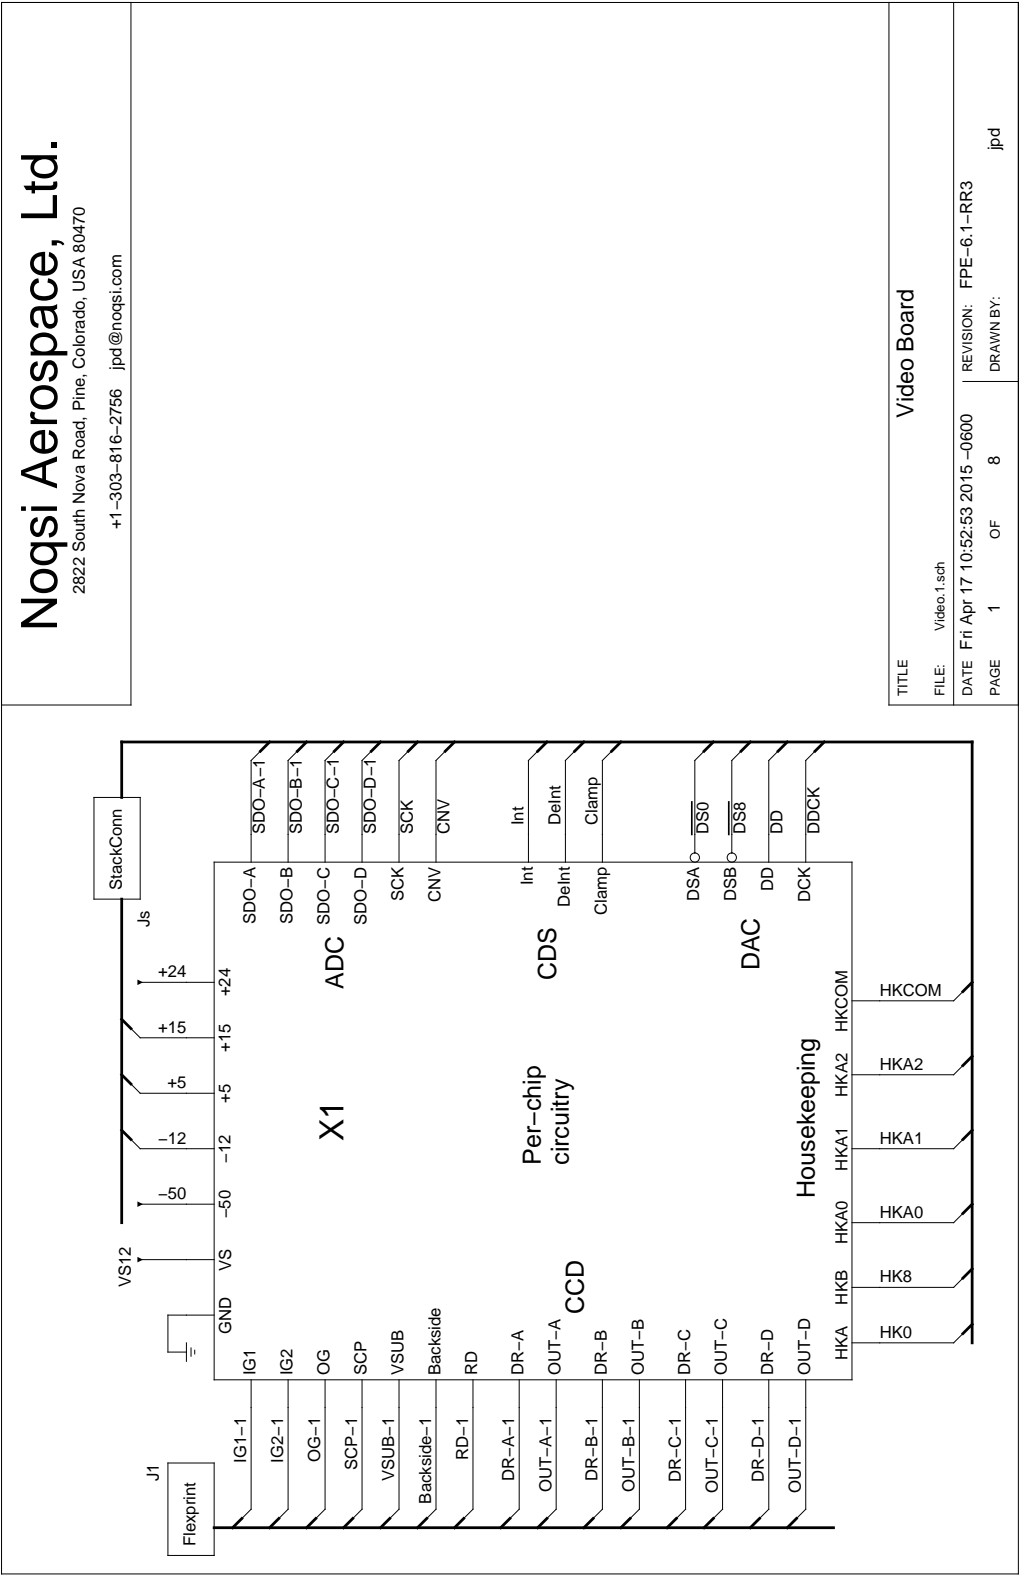 Noqsi Aerospace, Ltd.
2822 South Nova Road, Pine, Colorado, USA 80470
+1−303−816−2756 jpd@noqsi.com
J1
Flexprint
Js
StackConn
VS12
−50
−12
+5
+15
+24
GND
VS
−50
−12
+5
+15
+24
IG1−1
IG1
SDO−A
SDO−A−1
IG2−1
IG2
SDO−B
SDO−B−1
OG−1
OG
X1
ADC
SDO−C
SDO−C−1
SCP−1
SCP
SDO−D
SDO−D−1
VSUB−1
VSUB
SCK
SCK
Backside−1
Backside
CNV
CNV
RD−1
RD
DR−A−1
DR−A
Per−chip
circuitry
CDS
Int
Int
OUT−A−1
OUT−A
CCD
DeInt
DeInt
DR−B−1
DR−B
Clamp
Clamp
OUT−B−1
OUT−B
DR−C−1
DR−C
DSA
DS0
OUT−C−1
OUT−C
DAC
DSB
DS8
DR−D−1
DR−D
DD
DD
OUT−D−1
OUT−D
Housekeeping
DCK
DDCK
HKA
HKB
HKA0
HKA1
HKA2
HKCOM
HK0
HK8
HKA0
HKA1
HKA2
HKCOM
TITLE
Video Board
FILE: Video.1.sch
DATE Fri Apr 17 10:52:53 2015 −0600
REVISION: FPE−6.1−RR3
PAGE 1 OF 8
DRAWN BY: jpd